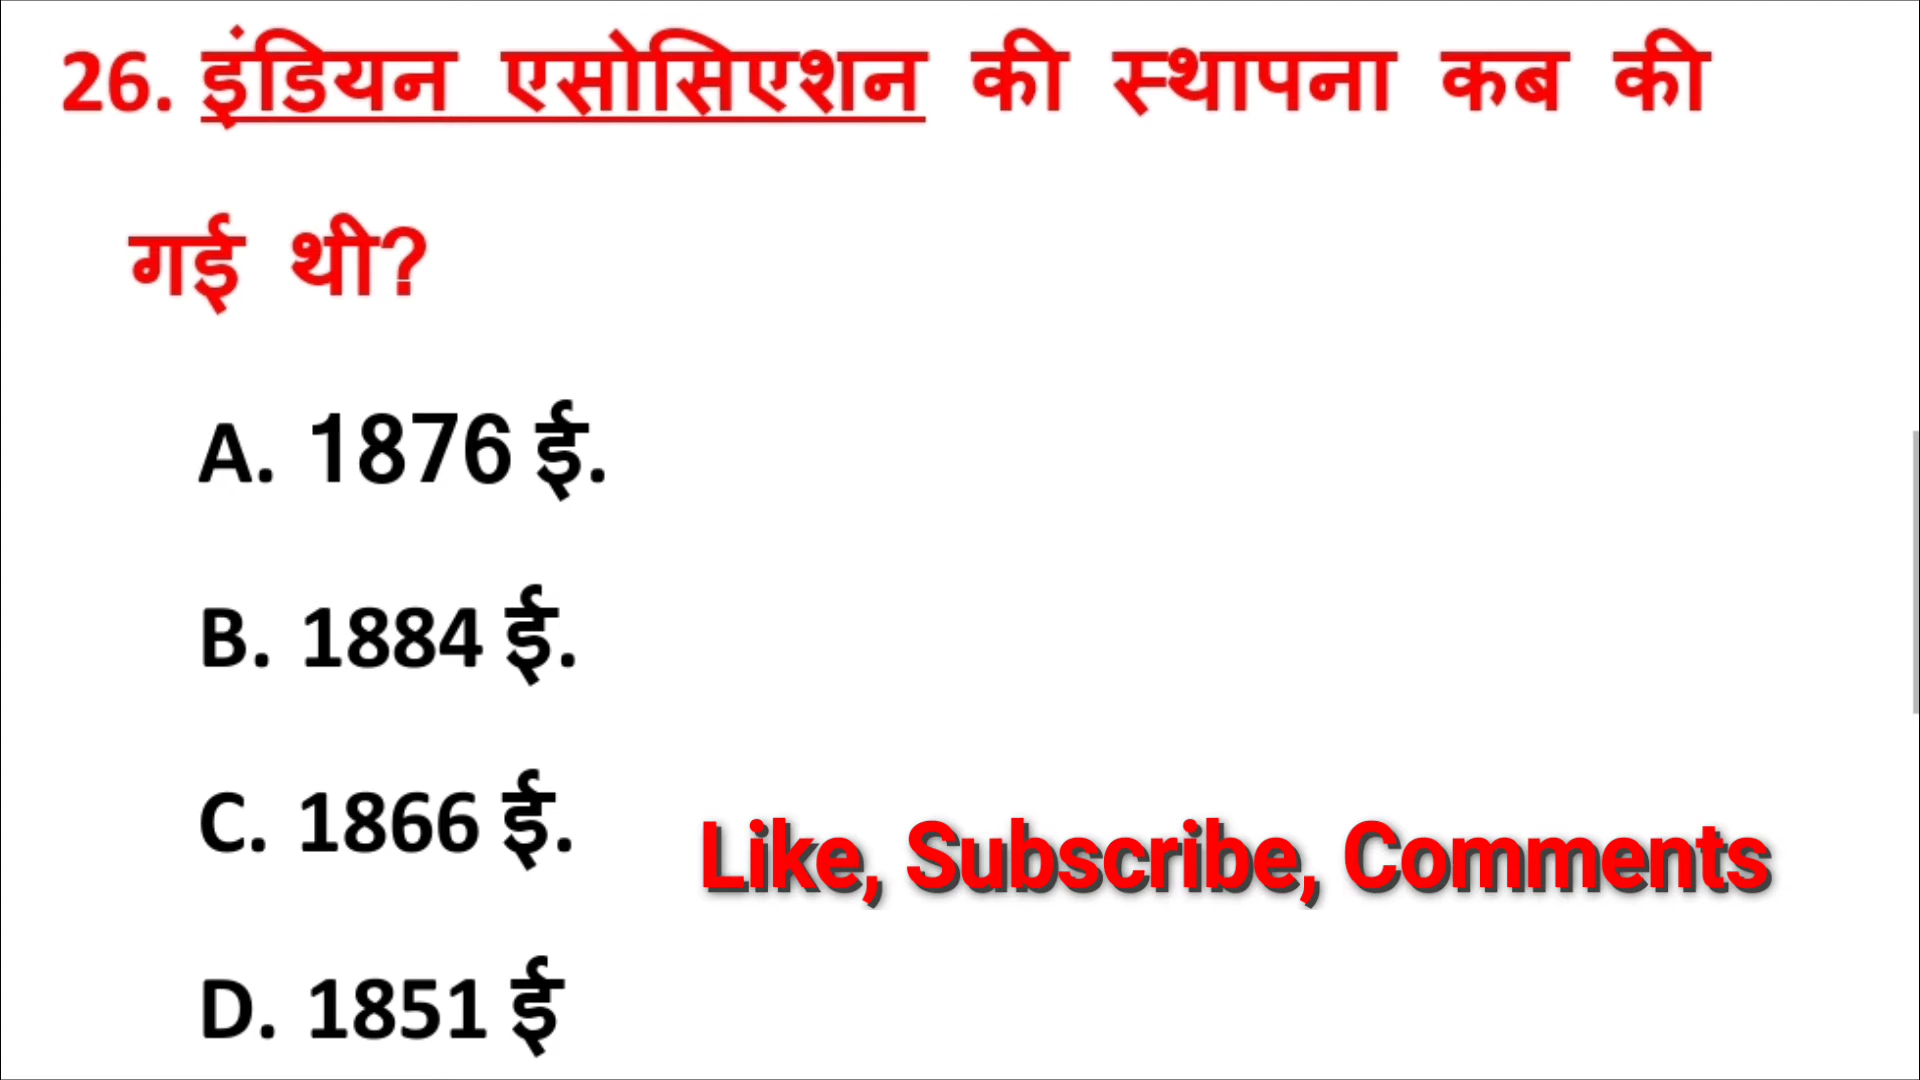 26. इंडियन एसोसिएशन की स्थापना कब की
गई थी?
A. 1876 ई.
B. 1884 ई.
C. 1866 ई.
Like, Subscribe, Comments
D. 1851 ई